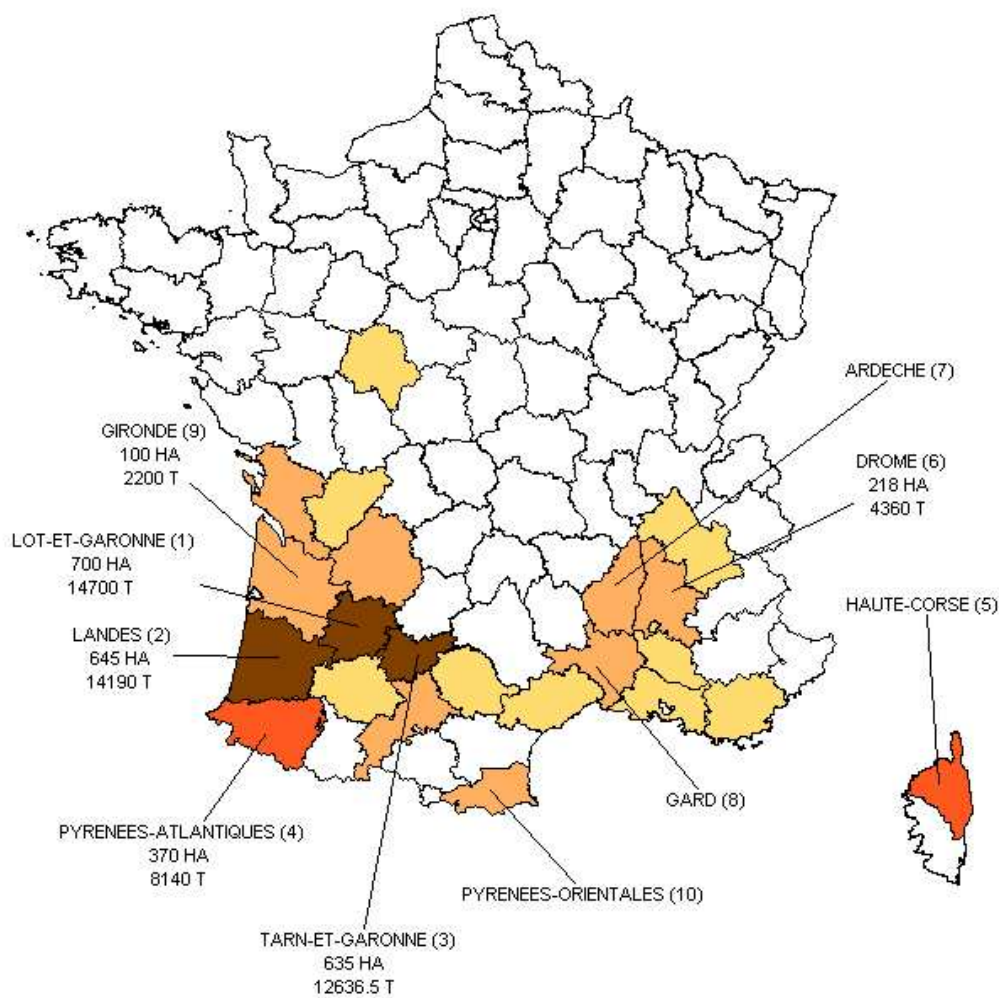 ARDECHE (7)
GIRONDE (9)
100 HA
2200 T
DROME (6)
218 HA
4360 T
LOT-ET-GARONNE (1)
700 HA
14700 T
HAUTE-CORSE (5)
LANDES (2)
645 HA
14190 T
GARD (8)
PYRENEES-ATLANTIQUES (4)
370 HA
8140 T
PYRENEES-ORIENTALES (10)
TARN-ET-GARONNE (3)
635 HA
12636.5 T